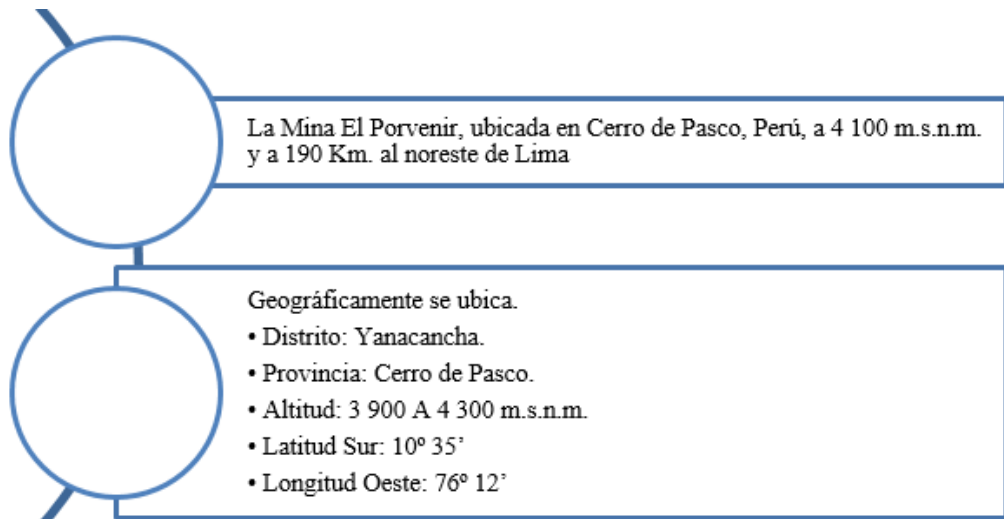 La Mina El Porvenir, ubicada en Cerro de Pasco, Perú, a 4 100 m.s.n.m.
y a 190 Km. al noreste de Lima
Geográficamente se ubica.
• Distrito: Yanacancha.
• Provincia: Cerro de Pasco.
• Altitud: 3 900 A 4 300 m.s.n.m.
• Latitud Sur: 10º 35’
• Longitud Oeste: 76º 12’